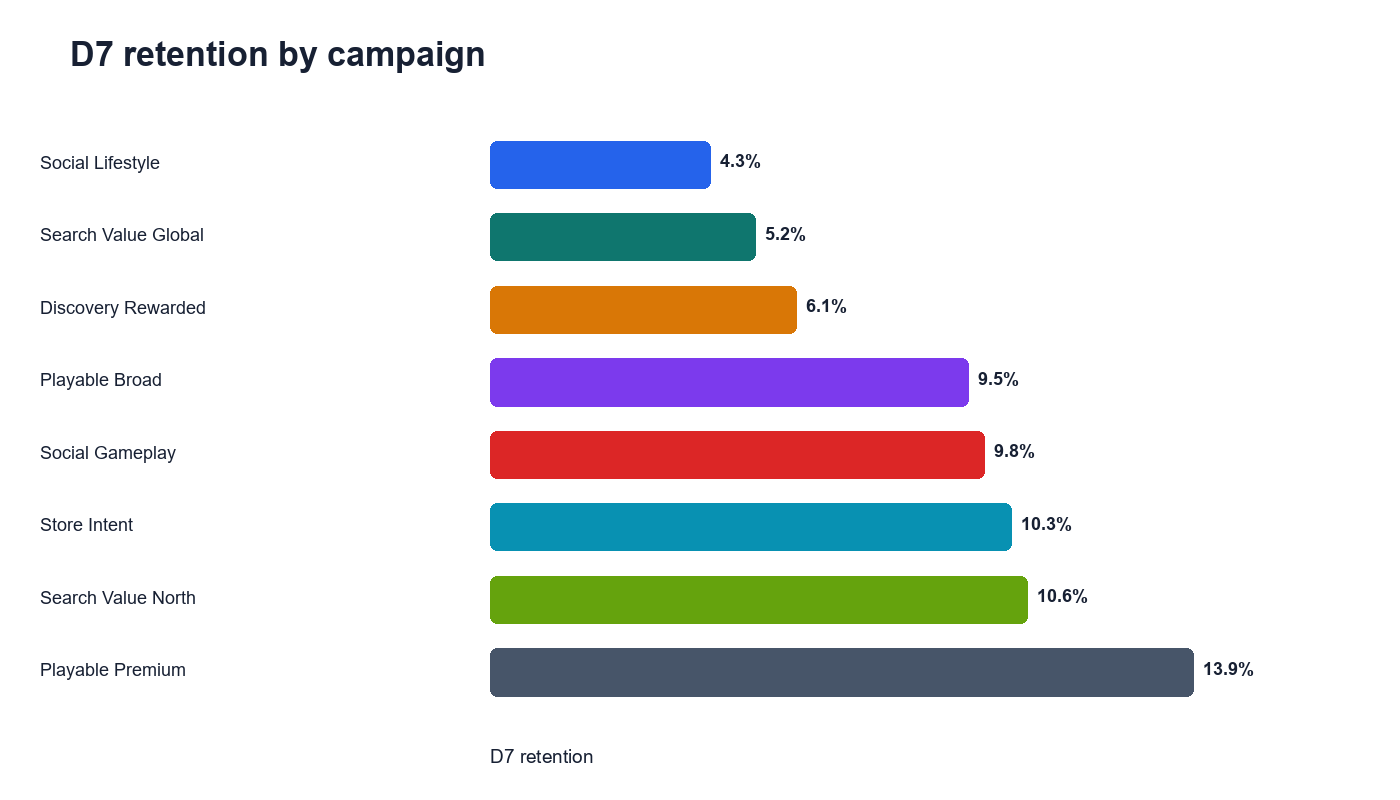 D7 retention by campaign
Social Lifestyle 4.3%
Search Value Global 5.2%
Discovery Rewarded 6.1%
Playable Broad 9.5%
Social Gameplay 9.8%
Store Intent 10.3%
Search Value North 10.6%
Playable Premium 13.9%
D7 retention